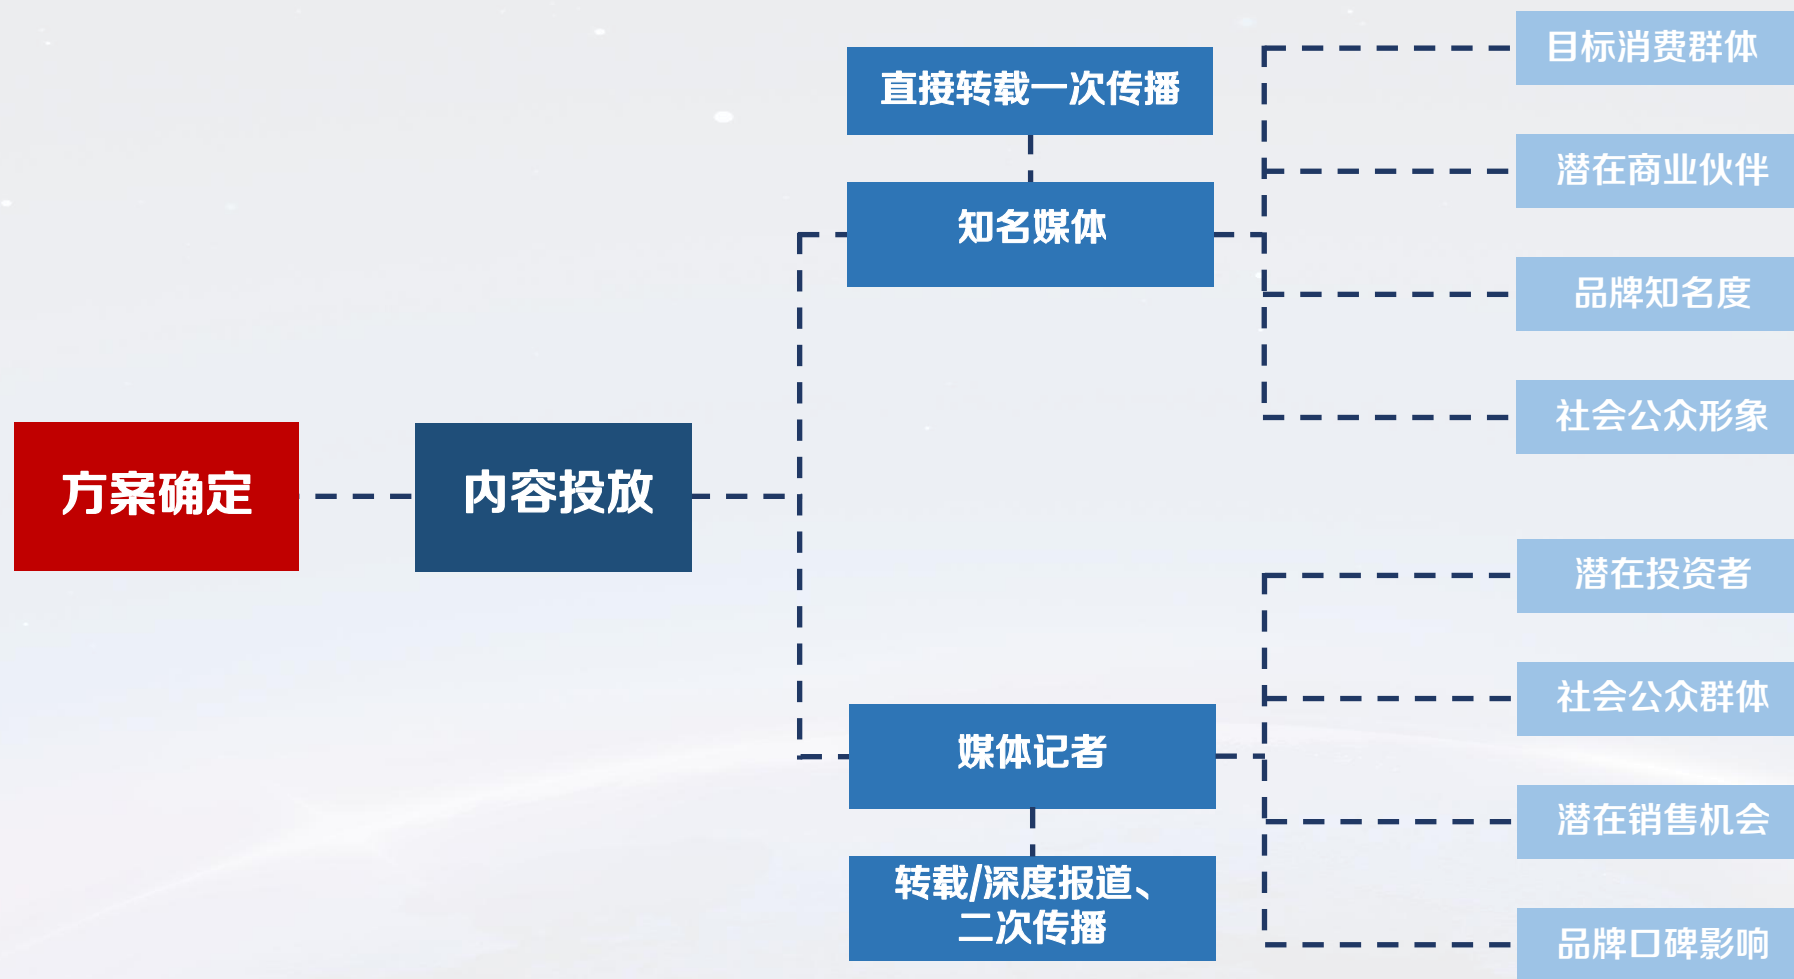 方案确定
内容投放
直接转载一次传播
知名媒体
媒体记者
转载/深度报道、
二次传播
目标消费群体
潜在商业伙伴
品牌知名度
社会公众形象
潜在投资者
社会公众群体
潜在销售机会
品牌口碑影响